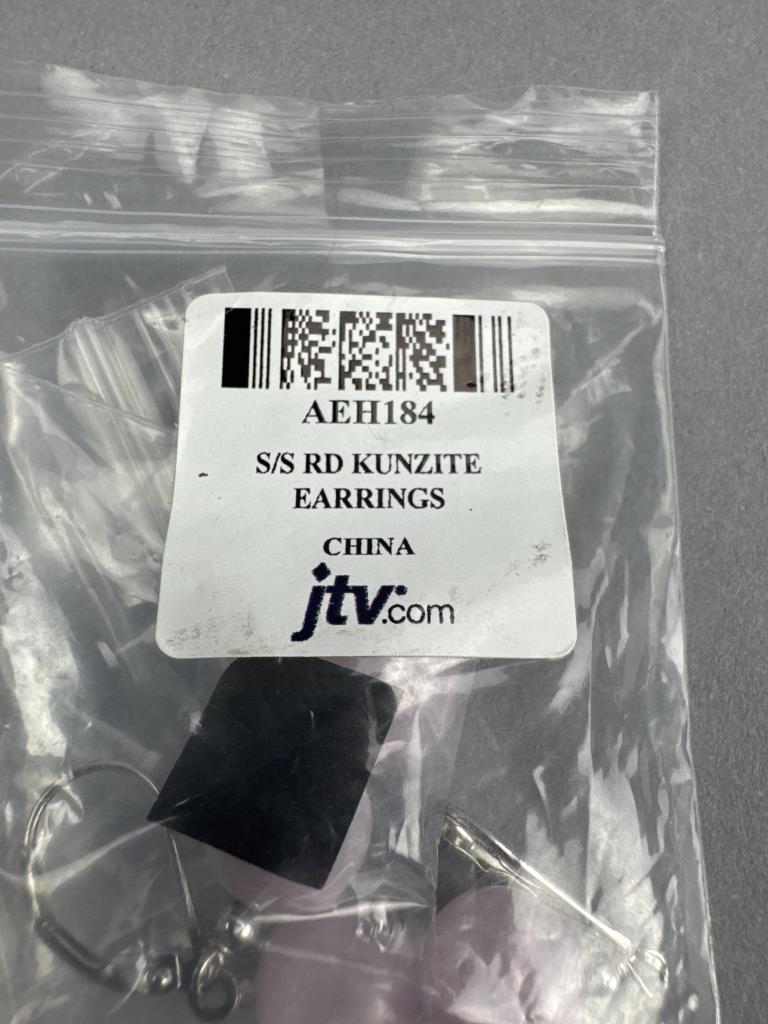 AEH184
S/S RD KUNZITE
EARRINGS
CHINA
jtv.com